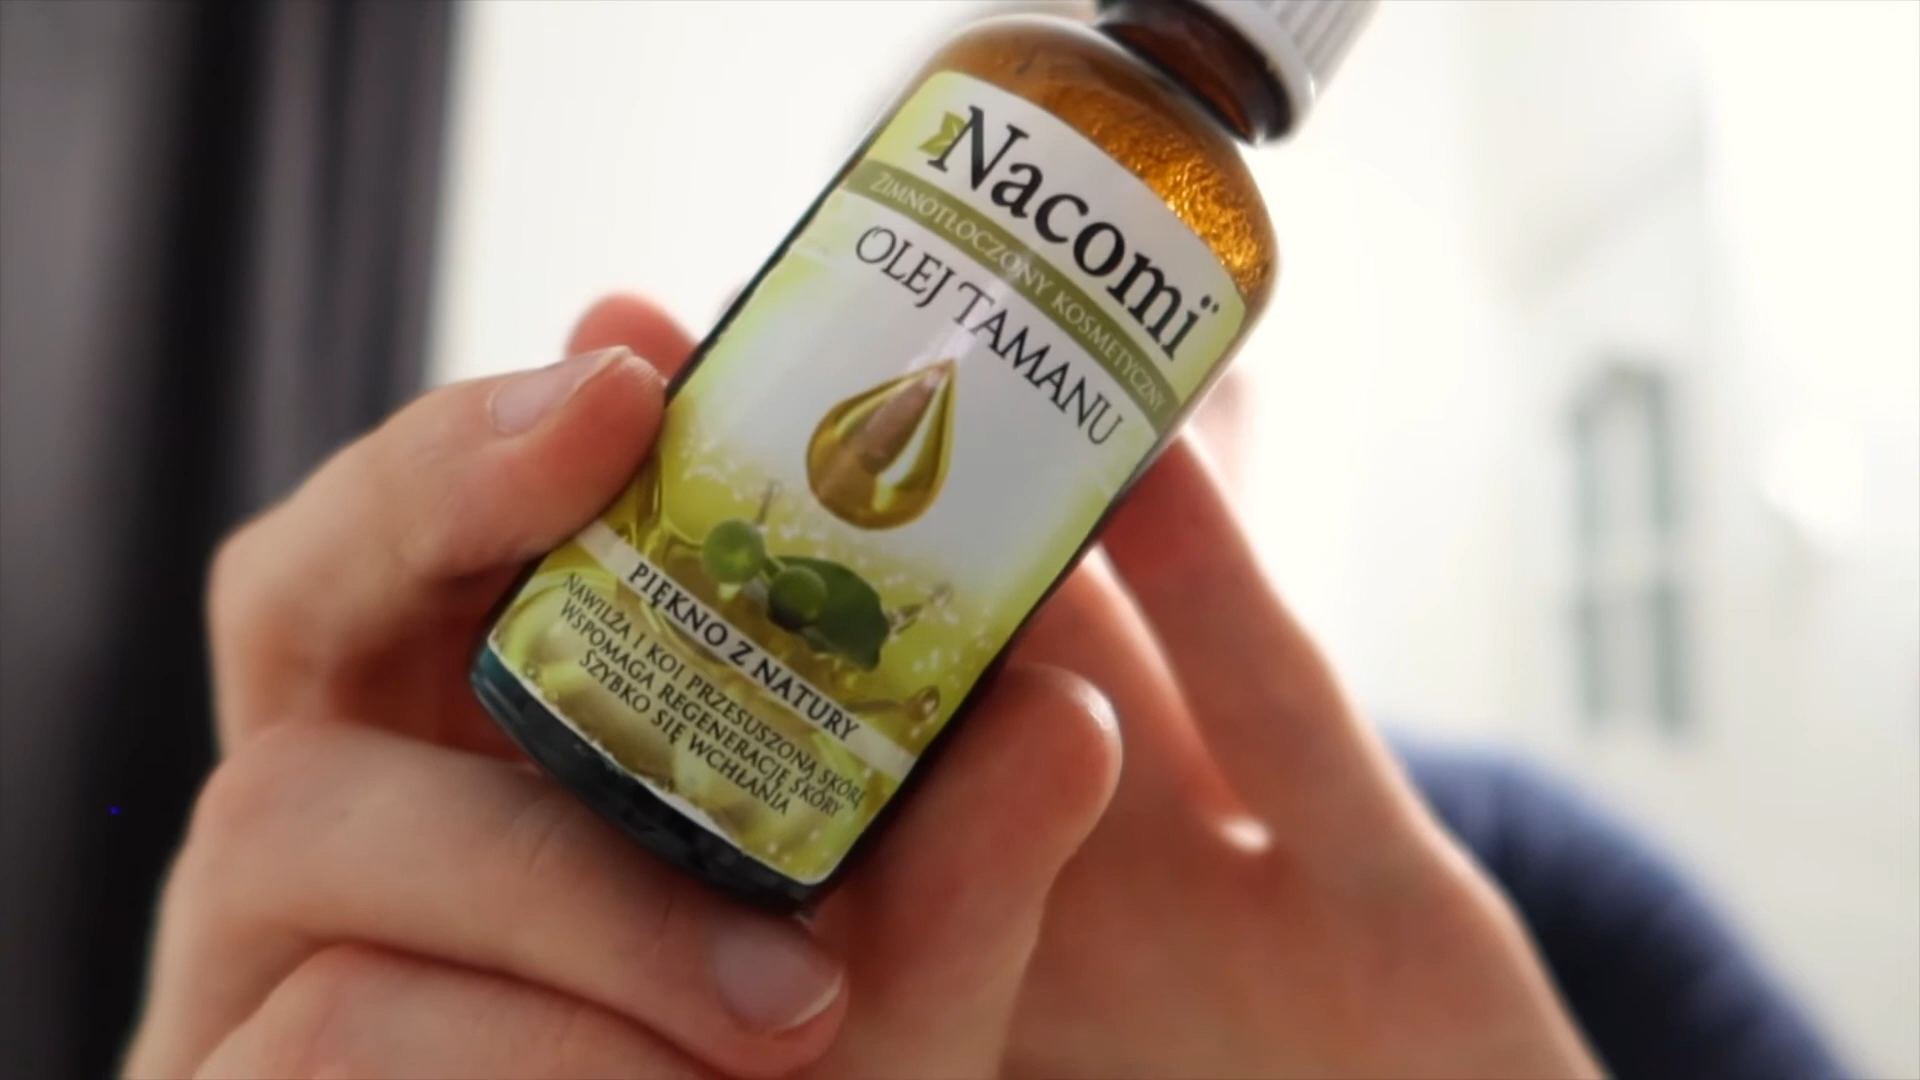 Nacomi
ZIMNOTŁOCZONY KOSMETYCZNY
OLEJ TAMANU
PIĘKNO Z NATURY
NAWILŻA I KOI PRZESUSZONĄ SKÓRĘ
WSPOMAGA REGENERACJĘ SKÓRY
SZYBKO SIĘ WCHŁANIA